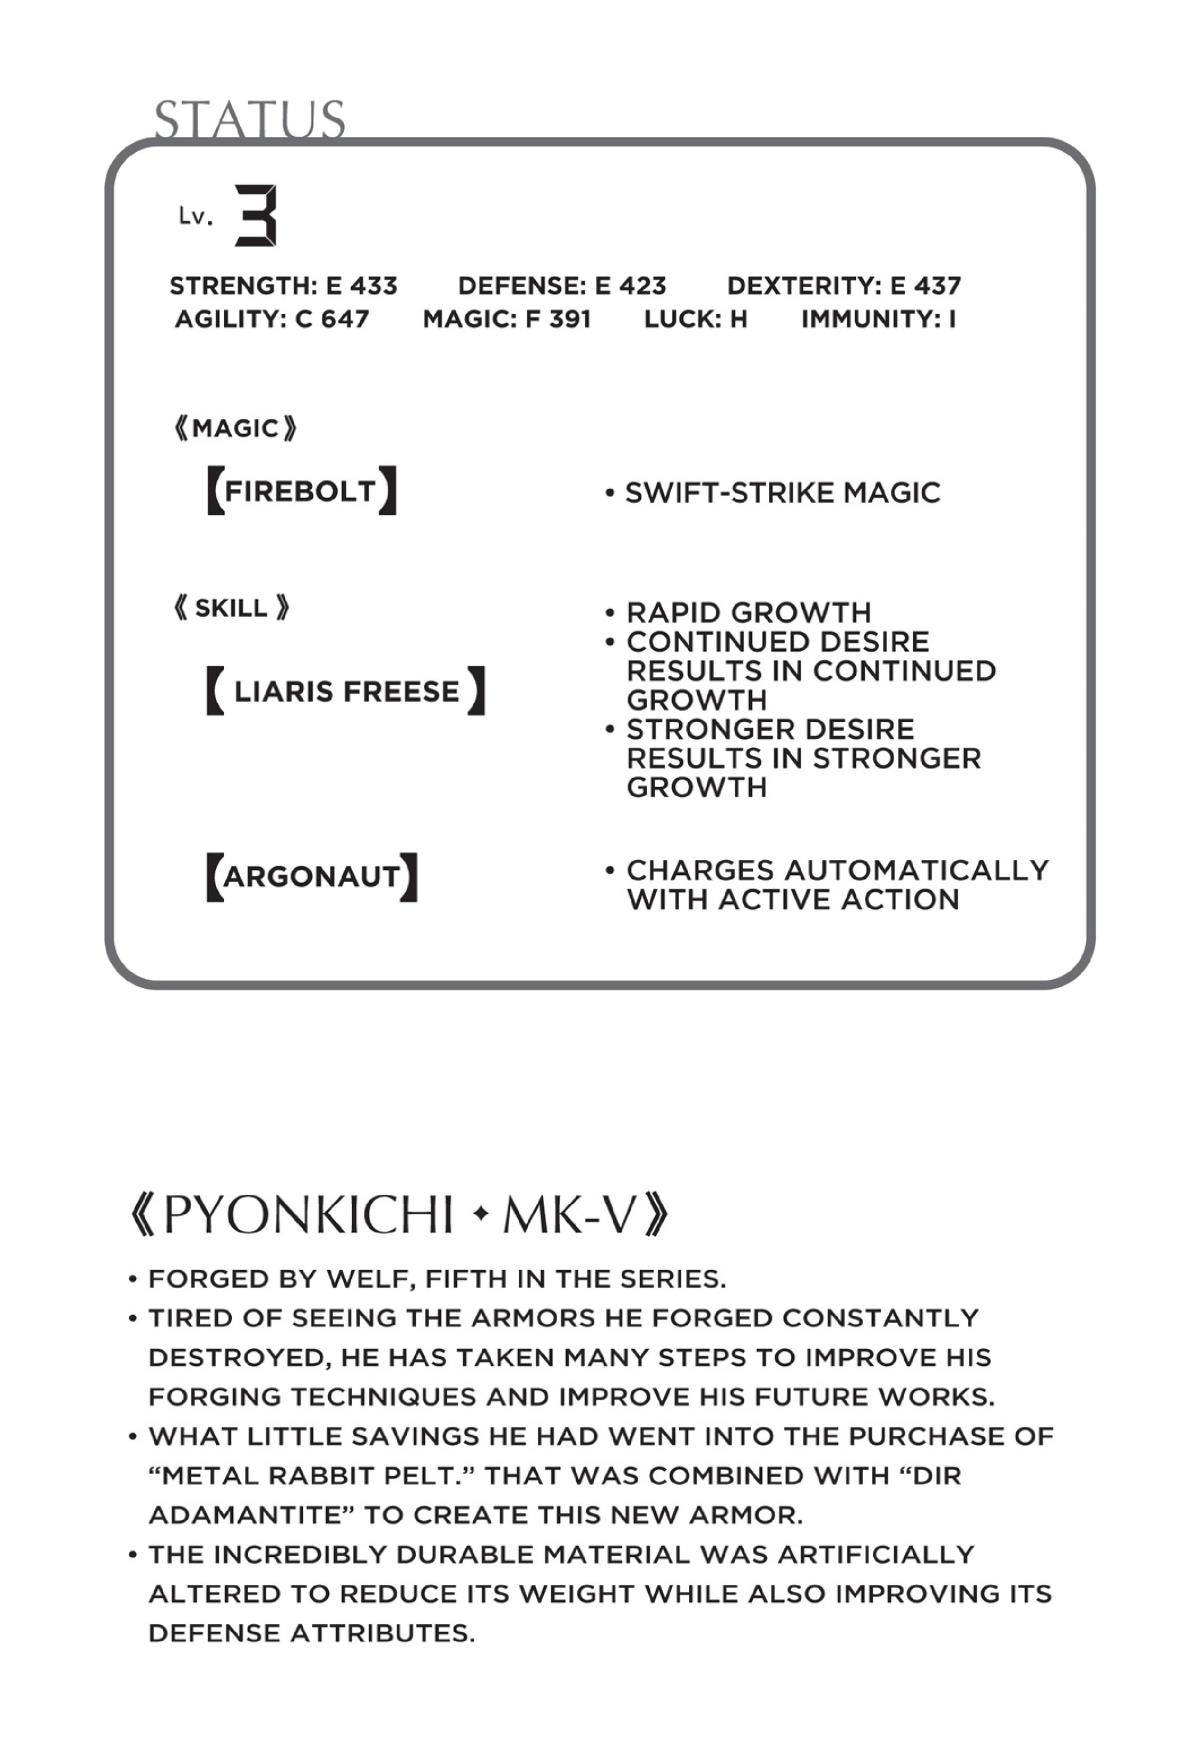 STATUS
Lv. 3
STRENGTH: E 433 DEFENSE: E 423 DEXTERITY: E 437
AGILITY: C 647 MAGIC: F 391 LUCK: H IMMUNITY: I
《MAGIC》
【FIREBOLT】 • SWIFT-STRIKE MAGIC
《 SKILL 》
【 LIARIS FREESE 】
• RAPID GROWTH
• CONTINUED DESIRE
RESULTS IN CONTINUED
GROWTH
• STRONGER DESIRE
RESULTS IN STRONGER
GROWTH
【ARGONAUT】
• CHARGES AUTOMATICALLY
WITH ACTIVE ACTION
《PYONKICHI ✦ MK-V》
• FORGED BY WELF, FIFTH IN THE SERIES.
• TIRED OF SEEING THE ARMORS HE FORGED CONSTANTLY
DESTROYED, HE HAS TAKEN MANY STEPS TO IMPROVE HIS
FORGING TECHNIQUES AND IMPROVE HIS FUTURE WORKS.
• WHAT LITTLE SAVINGS HE HAD WENT INTO THE PURCHASE OF
“METAL RABBIT PELT.” THAT WAS COMBINED WITH “DIR
ADAMANTITE” TO CREATE THIS NEW ARMOR.
• THE INCREDIBLY DURABLE MATERIAL WAS ARTIFICIALLY
ALTERED TO REDUCE ITS WEIGHT WHILE ALSO IMPROVING ITS
DEFENSE ATTRIBUTES.